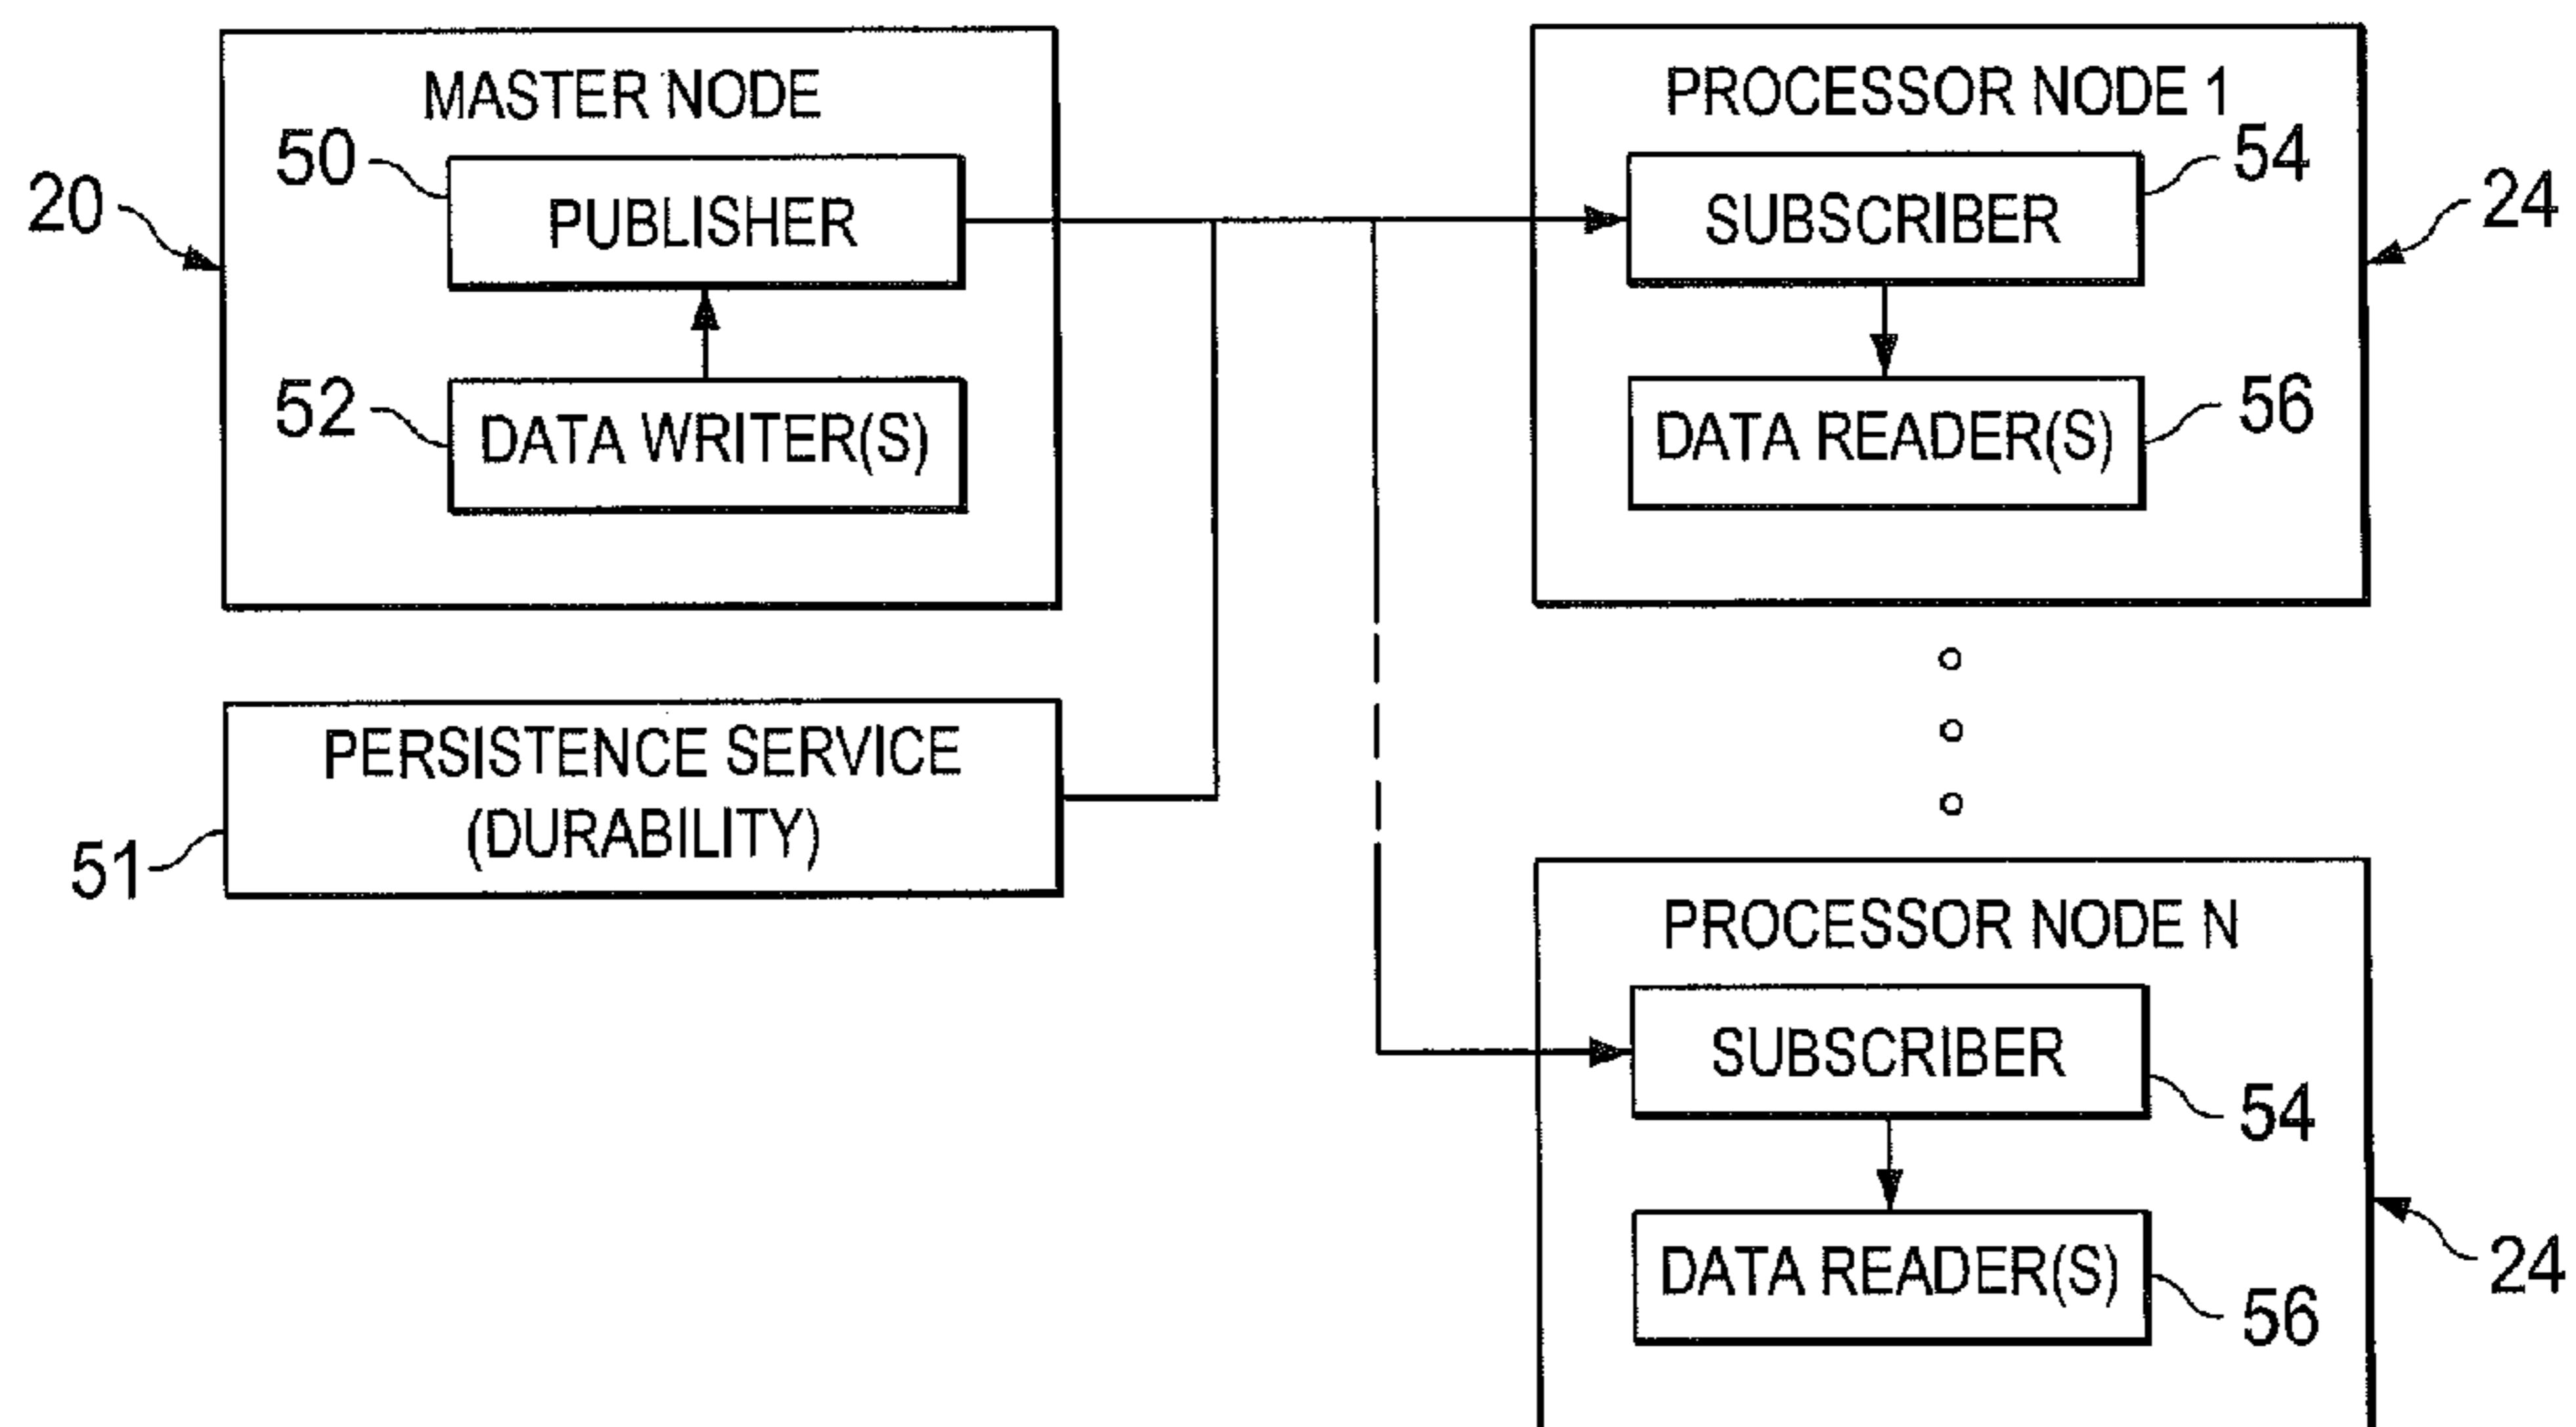 MASTER NODE
50
20
PUBLISHER
52
DATA WRITER(S)
PERSISTENCE SERVICE
(DURABILITY)
51
PROCESSOR NODE 1
54
SUBSCRIBER
24
DATA READER(S)
56
PROCESSOR NODE N
SUBSCRIBER
54
DATA READER(S)
24
56